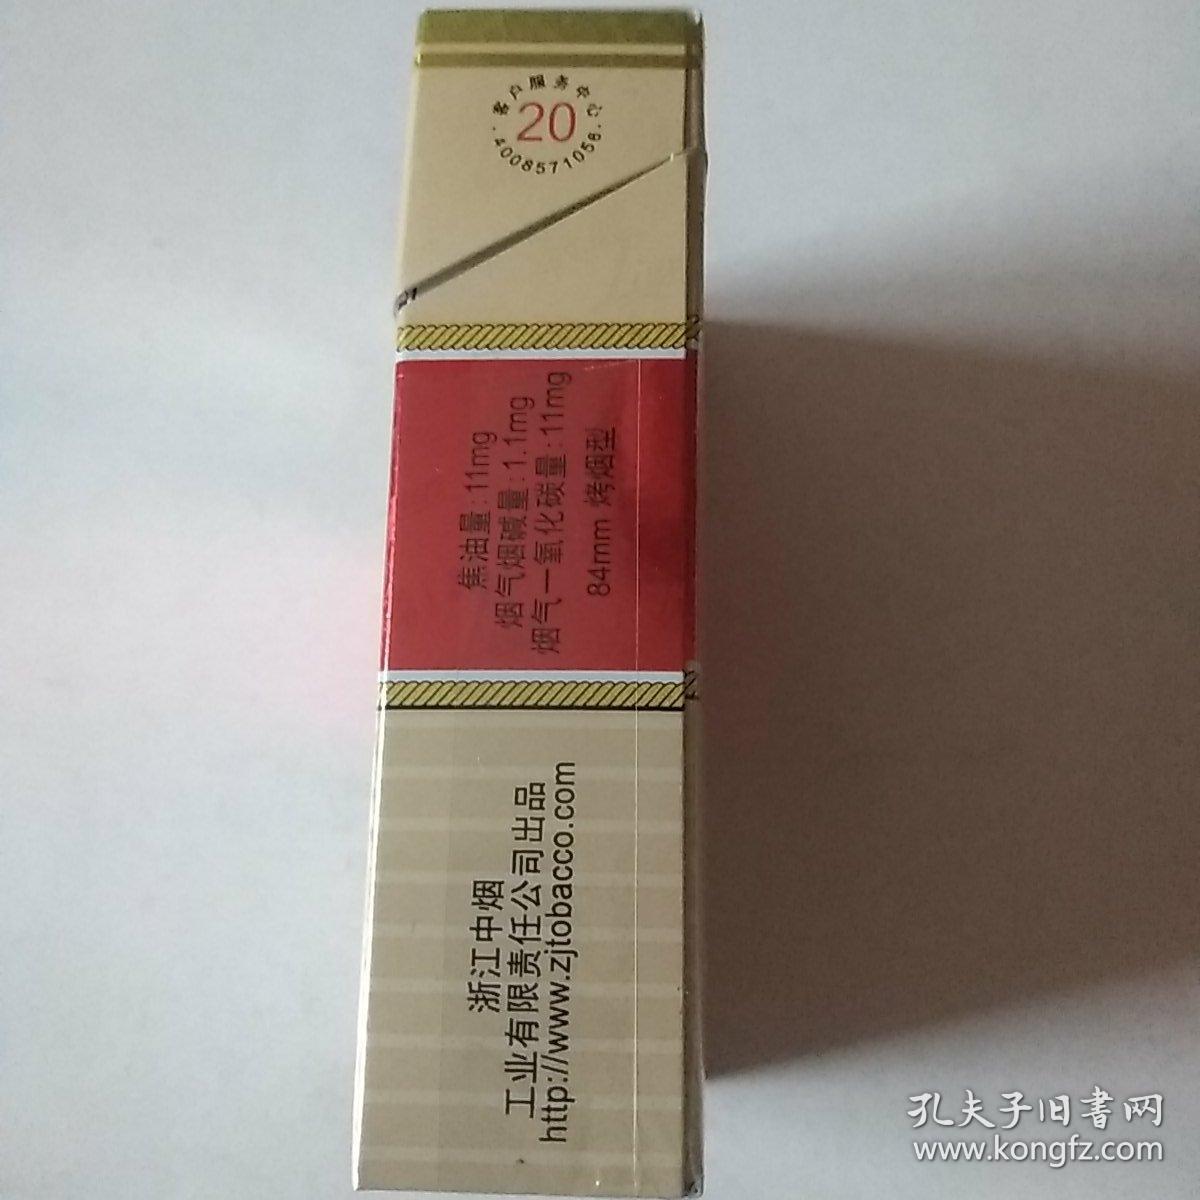 客户服务中心
20
·4008571056·
焦油量:11mg
烟气烟碱量:1.1mg
烟气一氧化碳量:11mg
84mm 烤烟型
浙江中烟
工业有限责任公司出品
http://www.zjtobacco.com
孔夫子旧书网
www.kongfz.com